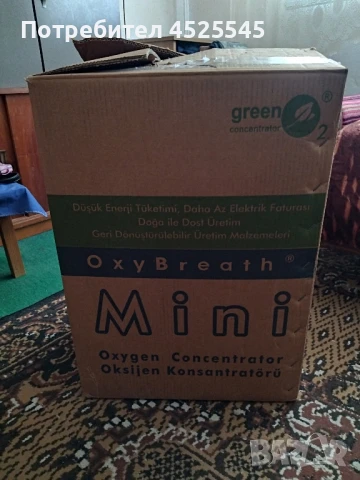 Потребител 4525545
green
concentrator
O2®
Düşük Enerji Tüketimi, Daha Az Elektrik Faturası
Doğa ile Dost Üretim
Geri Dönüştürülebilir Üretim Malzemeleri
OxyBreath®
Mini
Oxygen Concentrator
Oksijen Konsantratörü
BAZAR